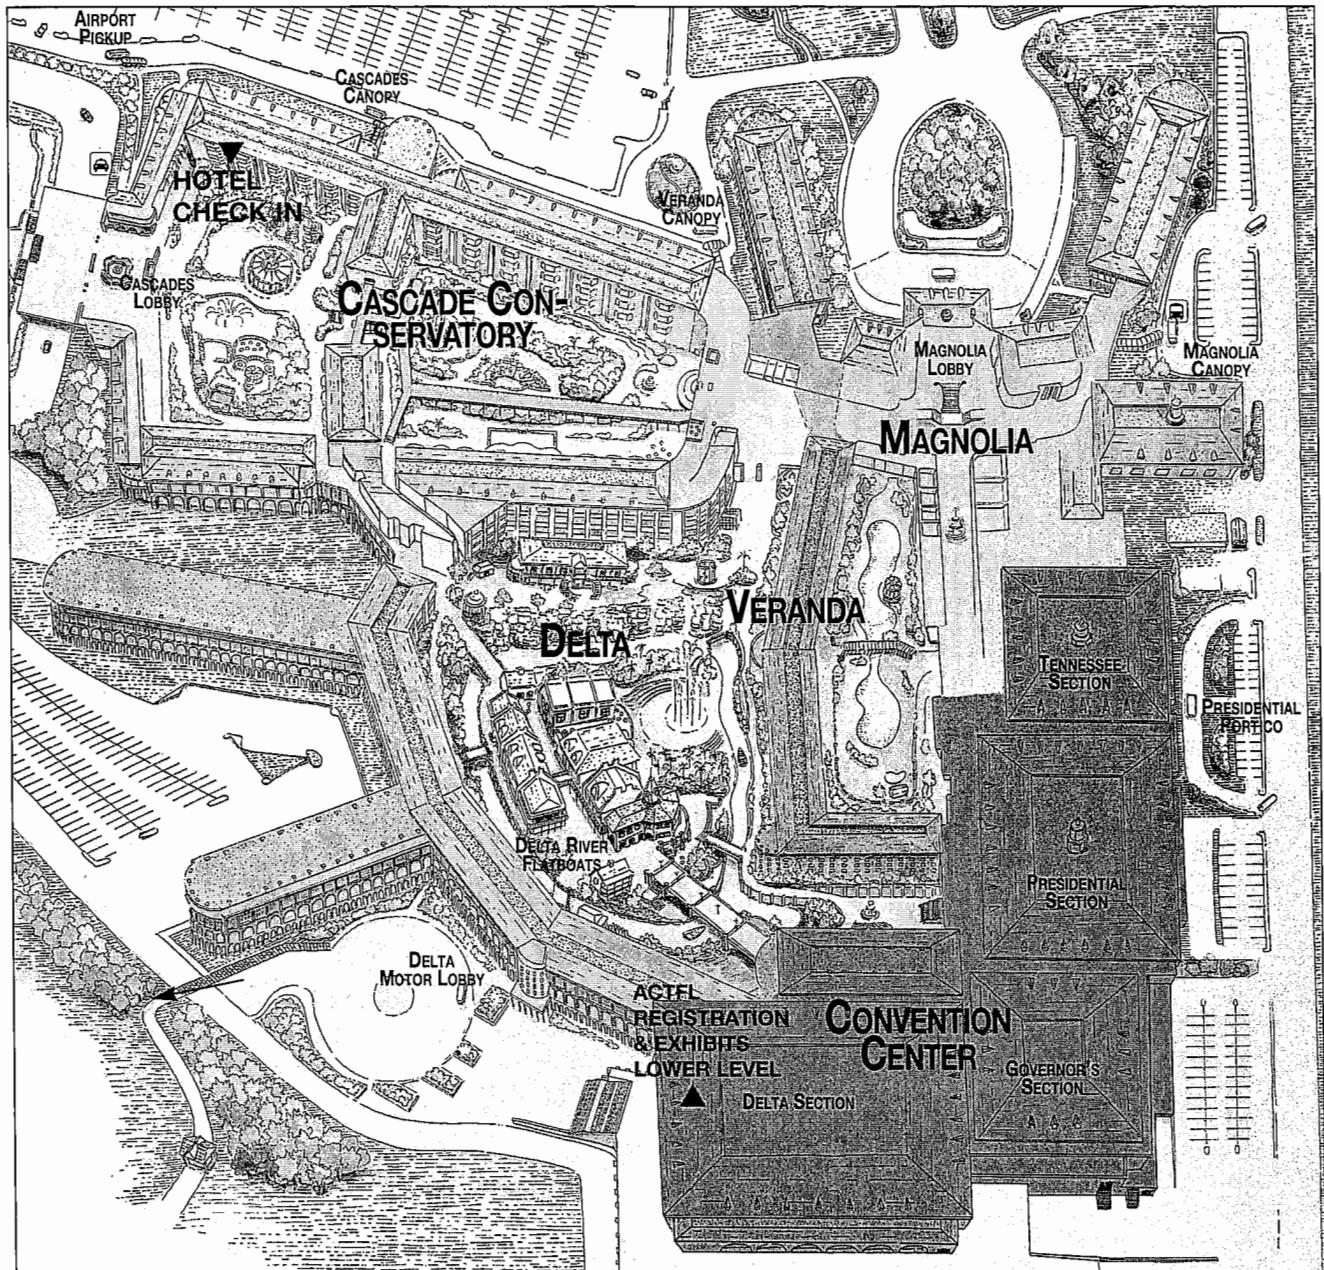 AIRPORT
PICKUP
CASCADES
CANOPY
HOTEL
CHECK IN
VERANDA
CANOPY
CASCADES
LOBBY
CASCADE CON-
SERVATORY
MAGNOLIA
LOBBY
MAGNOLIA
CANOPY
MAGNOLIA
VERANDA
DELTA
TENNESSEE
SECTION
PRESIDENTIAL
PORTICO
DELTA RIVER
FLATBOATS
PRESIDENTIAL
SECTION
DELTA
MOTOR LOBBY
ACTFL
REGISTRATION
& EXHIBITS
LOWER LEVEL
CONVENTION
CENTER
GOVERNOR'S
SECTION
DELTA SECTION